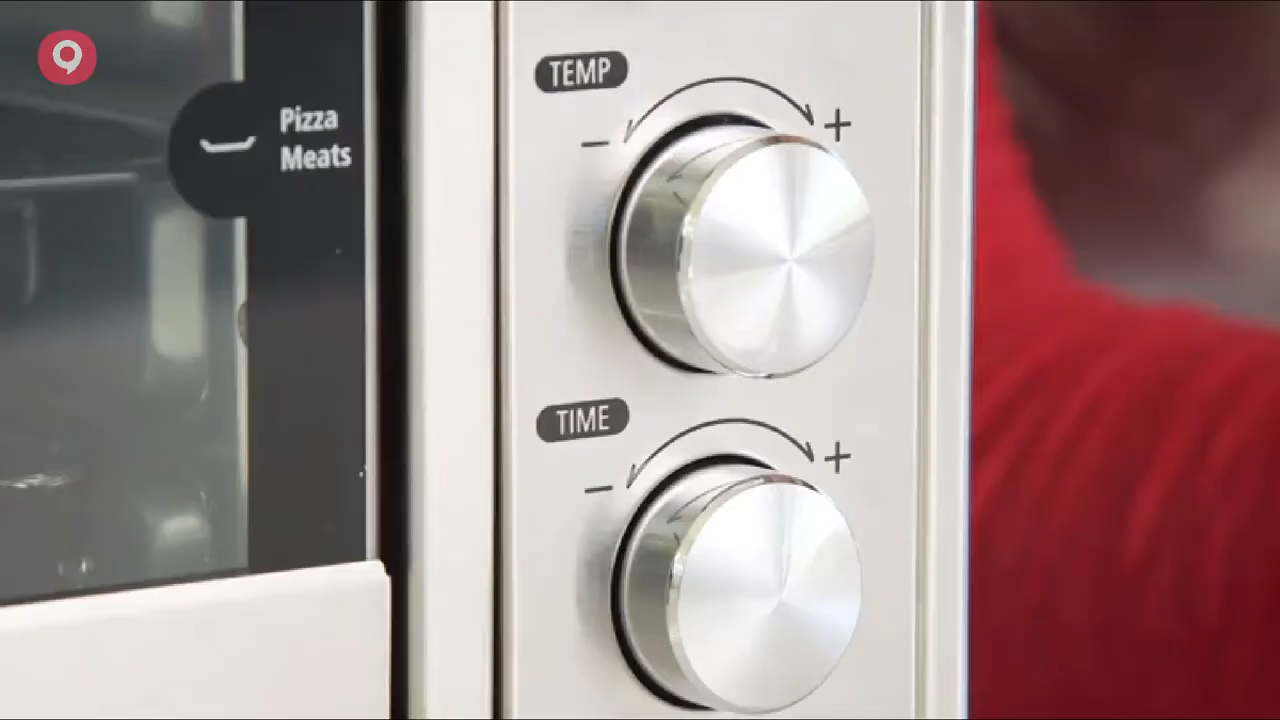 Pizza
Meats
TEMP
− +
TIME
− +